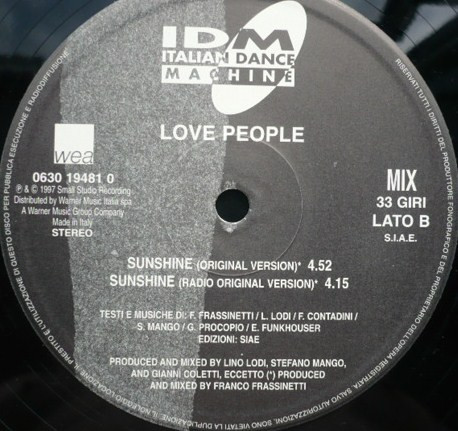 IDM
ITALIAN DANCE
MACHINE
LOVE PEOPLE
wea
0630 19481 0
℗ & © 1997 Small Studio Recording
Distributed by Warner Music Italia spa
A Warner Music Group Company
Made in Italy
STEREO
MIX
33 GIRI
LATO B
S.I.A.E.
SUNSHINE (ORIGINAL VERSION)* 4.52
SUNSHINE (RADIO ORIGINAL VERSION)* 4.15
TESTI E MUSICHE DI: F. FRASSINETTI / L. LODI / F. CONTADINI /
S. MANGO / G. PROCOPIO / E. FUNKHOUSER
EDIZIONI: SIAE
PRODUCED AND MIXED BY LINO LODI, STEFANO MANGO,
AND GIANNI COLETTI, ECCETTO (*) PRODUCED
AND MIXED BY FRANCO FRASSINETTI
RISERVATI TUTTI I DIRITTI DEL PRODUTTORE FONOGRAFICO E DEL PROPRIETARIO DELL'OPERA REGISTRATA. SALVO AUTORIZZAZIONE, SONO VIETATI LA DUPLICAZIONE, IL NOLEGGIO LOCAZIONE, IL PRESTITO E L'UTILIZZAZIONE DI QUESTO DISCO PER PUBBLICA ESECUZIONE E RADIODIFFUSIONE.